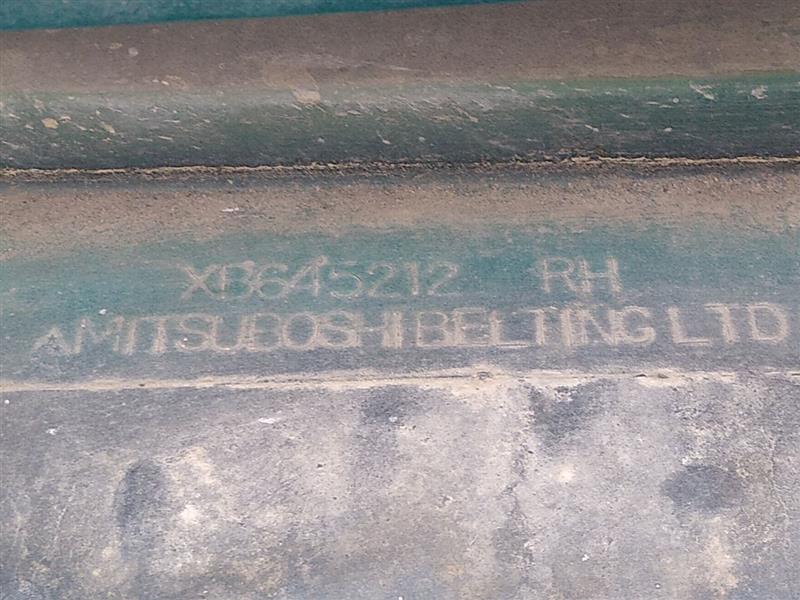 XB645212 RH
MITSUBOSHI BELTING LTD